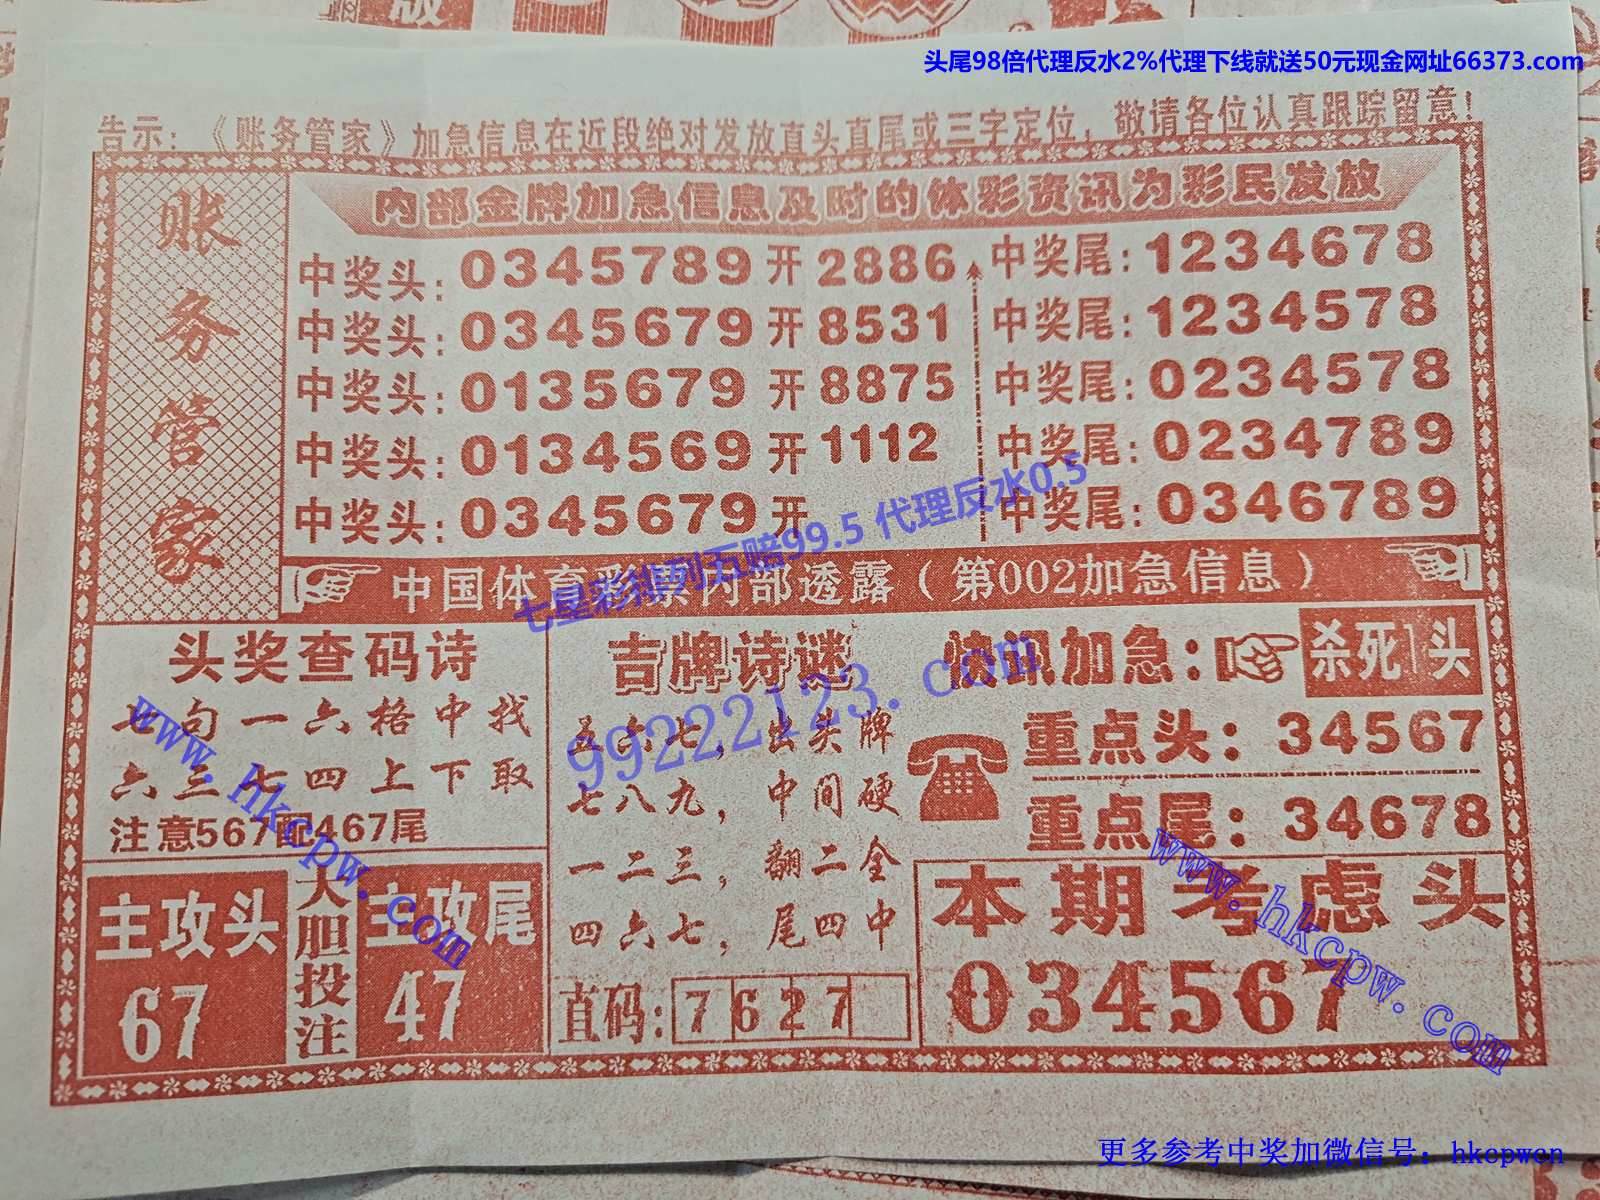 版
头尾98倍代理反水2%代理下线就送50元现金网址66373.com
告示：《账务管家》加急信息在近段绝对发放直头直尾或三字定位，敬请各位认真跟踪留意！
账务管家
内部金牌加急信息及时的体彩资讯为彩民发放
中奖头：0345789开2886 中奖尾：1234678
中奖头：0345679开8531 中奖尾：1234578
中奖头：0135679开8875 中奖尾：0234578
中奖头：0134569开1112 中奖尾：0234789
中奖头：0345679开 中奖尾：0346789
七星彩排列五赔99.5 代理反水0.5
中国体育彩票内部透露（第002加急信息）
头奖查码诗
七句一六格中找
六三七四上下取
注意567配467尾
主攻头
67
大胆投注
主攻尾
47
吉牌诗谜
五六七，出头牌
七八九，中间硬
一二三，翻二全
四六七，尾四中
直码：7627
99222123.com
快讯加急：杀死1头
重点头：34567
重点尾：34678
本期考虑头
034567
www.hkcpw.com
www.hkcpw.com
更多参考中奖加微信号：hkcpwcn